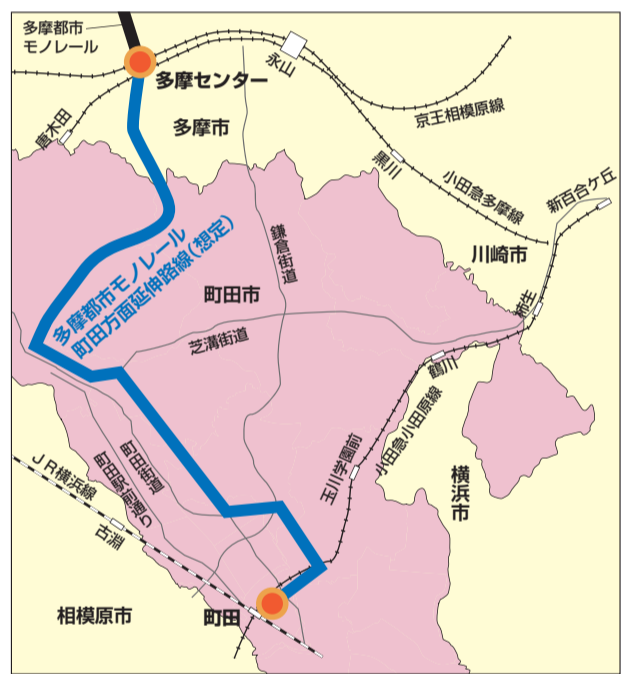 多摩都市
モノレール
多摩センター
永山
京王相模原線
唐木田
多摩市
黒川
小田急多摩線
新百合ケ丘
川崎市
鎌倉街道
多摩都市モノレール
町田方面延伸路線(想定)
町田市
柿生
芝溝街道
鶴川
小田急小田原線
玉川学園前
横浜市
町田街道
町田駅前通り
JR横浜線
古淵
相模原市
町田